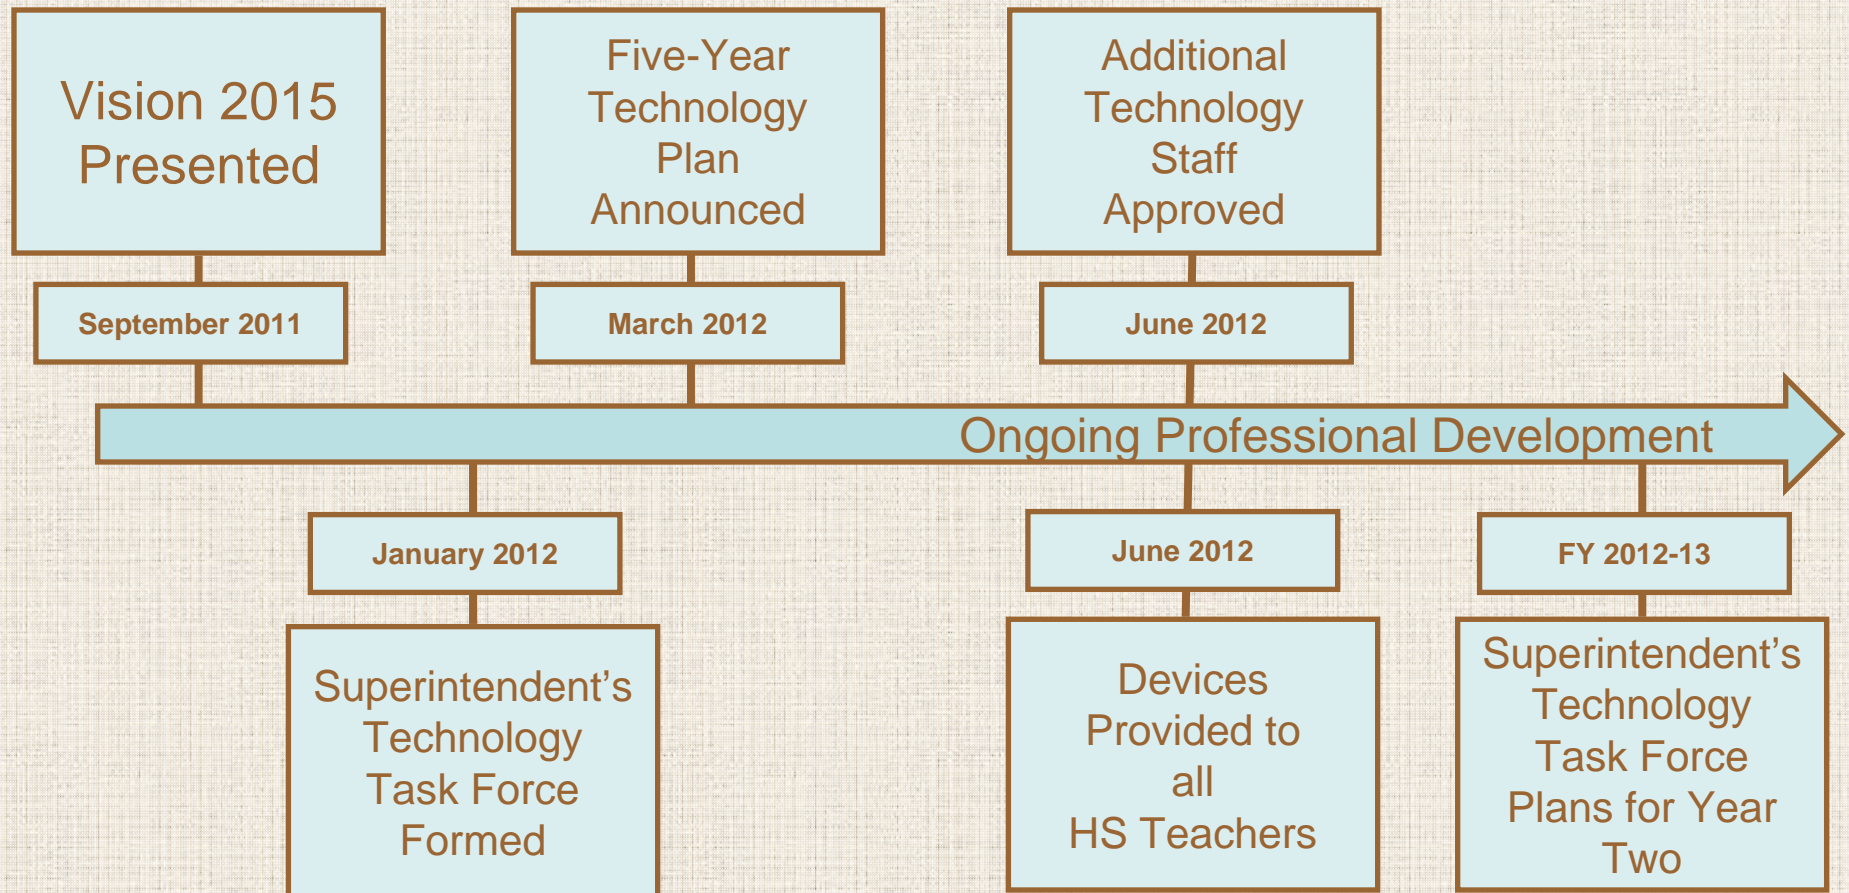 Vision 2015
Presented
September 2011
Five-Year
Technology
Plan
Announced
March 2012
Additional
Technology
Staff
Approved
June 2012
Ongoing Professional Development
January 2012
Superintendent’s
Technology
Task Force
Formed
June 2012
Devices
Provided to
all
HS Teachers
FY 2012-13
Superintendent’s
Technology
Task Force
Plans for Year
Two